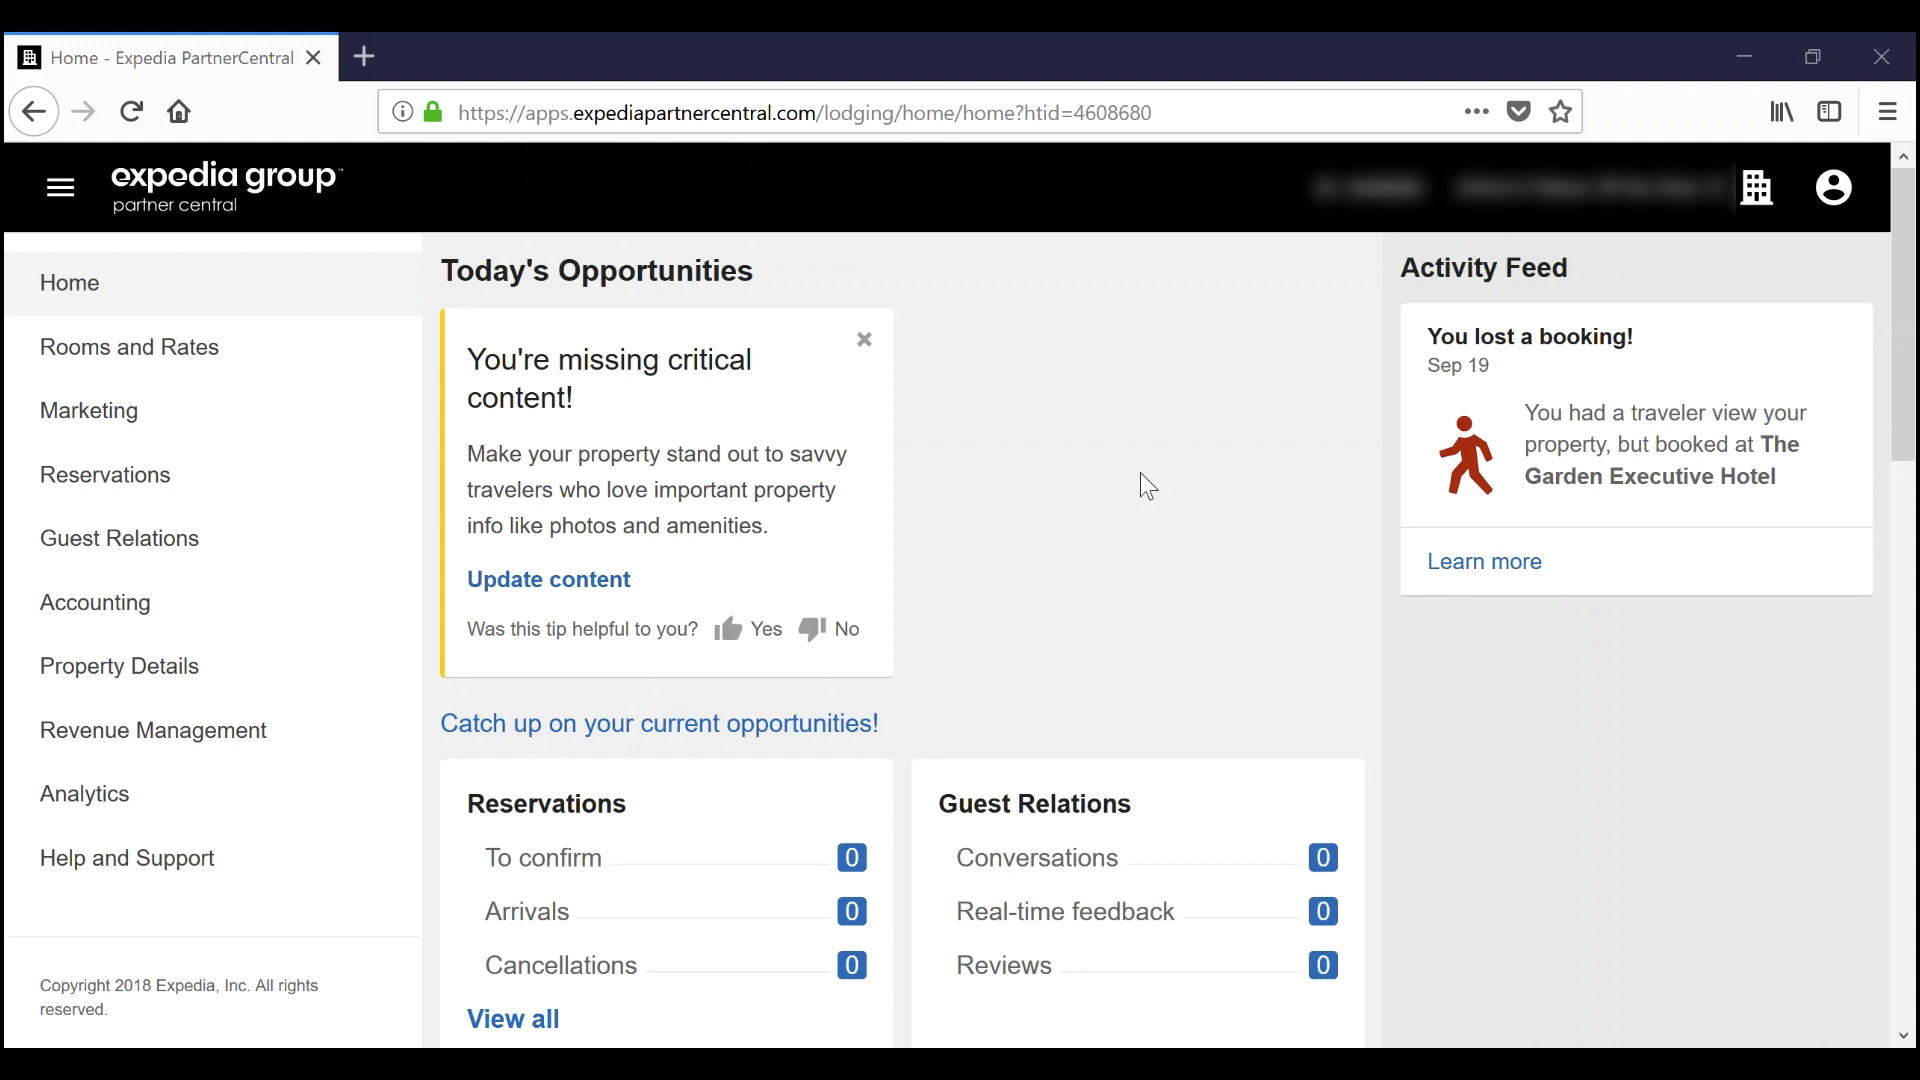 Home - Expedia PartnerCentral
https://apps.expediapartnercentral.com/lodging/home/home?htid=4608680
expedia group™
partner central
Home
Rooms and Rates
Marketing
Reservations
Guest Relations
Accounting
Property Details
Revenue Management
Analytics
Help and Support
Copyright 2018 Expedia, Inc. All rights
reserved.
Today's Opportunities
You're missing critical
content!
Make your property stand out to savvy
travelers who love important property
info like photos and amenities.
Update content
Was this tip helpful to you? Yes No
Catch up on your current opportunities!
Reservations
To confirm 0
Arrivals 0
Cancellations 0
View all
Guest Relations
Conversations 0
Real-time feedback 0
Reviews 0
Activity Feed
You lost a booking!
Sep 19
You had a traveler view your
property, but booked at The
Garden Executive Hotel
Learn more